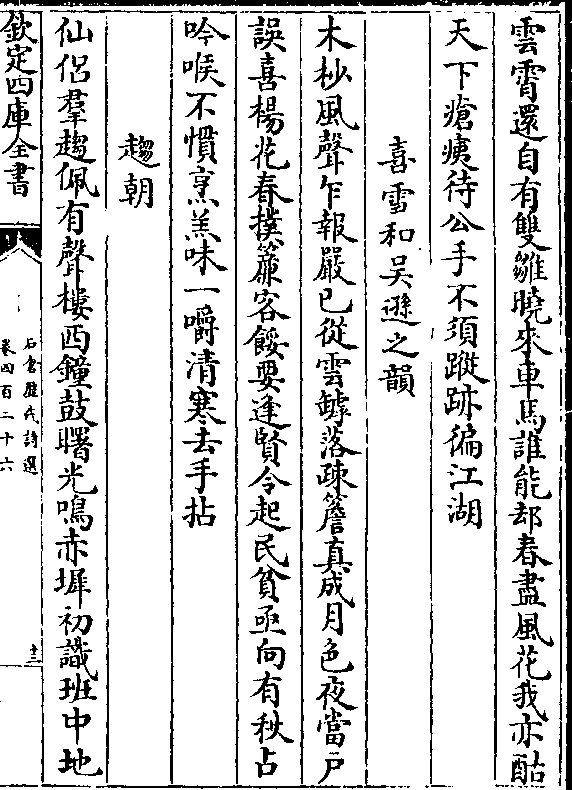 雲霄還自有雙雛曉來車馬誰能却春盡風花我亦酤
天下瘡痍待公手不須蹤跡徧江湖
喜雪和吴遜之韻
木杪風聲乍報嚴已從雲罅落疎簷真成月色夜當戶
誤喜楊花春撲簾客餒要逢賢令起民貧亟向有秋占
吟喉不慣烹羔味一嚼清寒去手拈
趨朝
仙侶羣趨佩有聲樓西鐘鼓曙光鳴赤墀初識班中地
欽定四庫全書
石倉歷代詩選
卷四百二十六
十三